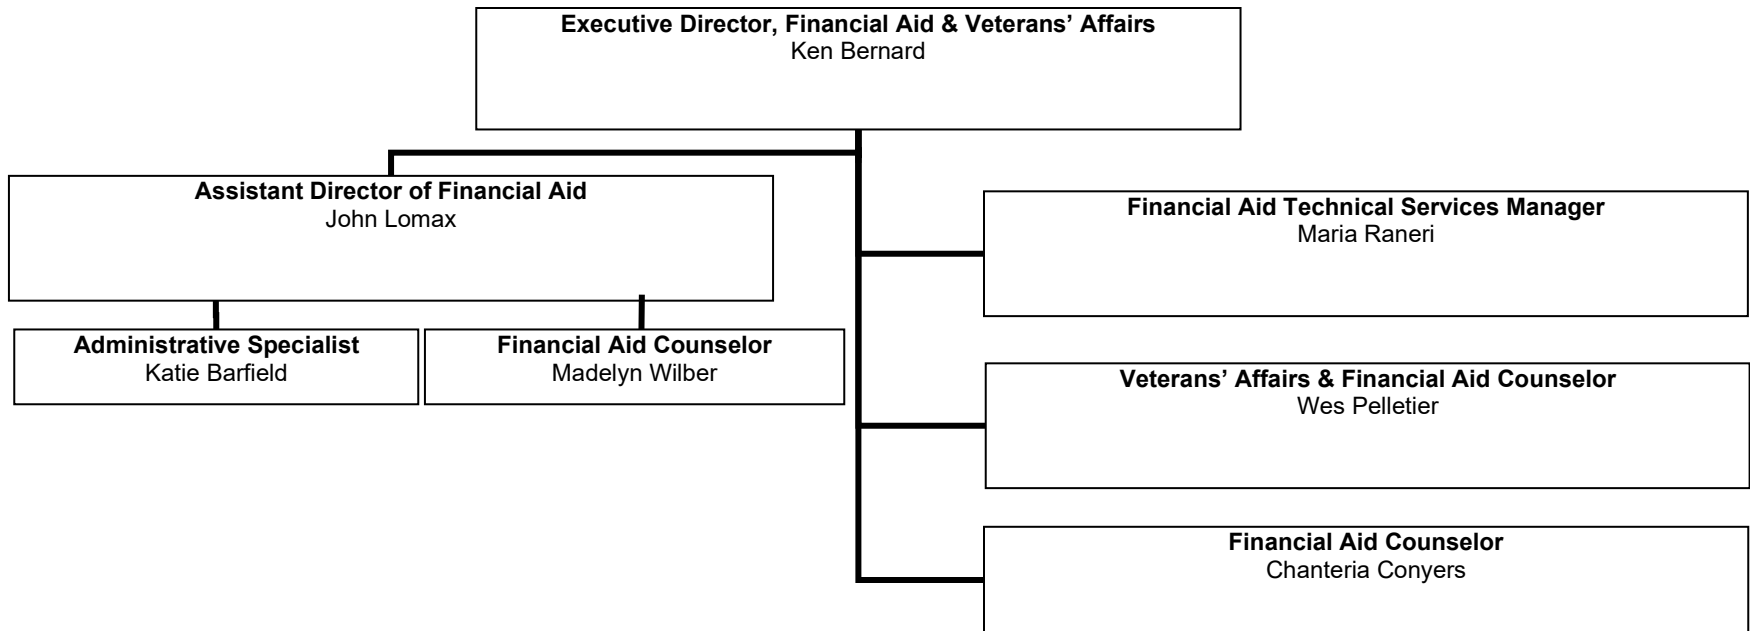 Executive Director, Financial Aid & Veterans’ Affairs
Ken Bernard
Assistant Director of Financial Aid
John Lomax
Financial Aid Technical Services Manager
Maria Raneri
Administrative Specialist
Katie Barfield
Financial Aid Counselor
Madelyn Wilber
Veterans’ Affairs & Financial Aid Counselor
Wes Pelletier
Financial Aid Counselor
Chanteria Conyers